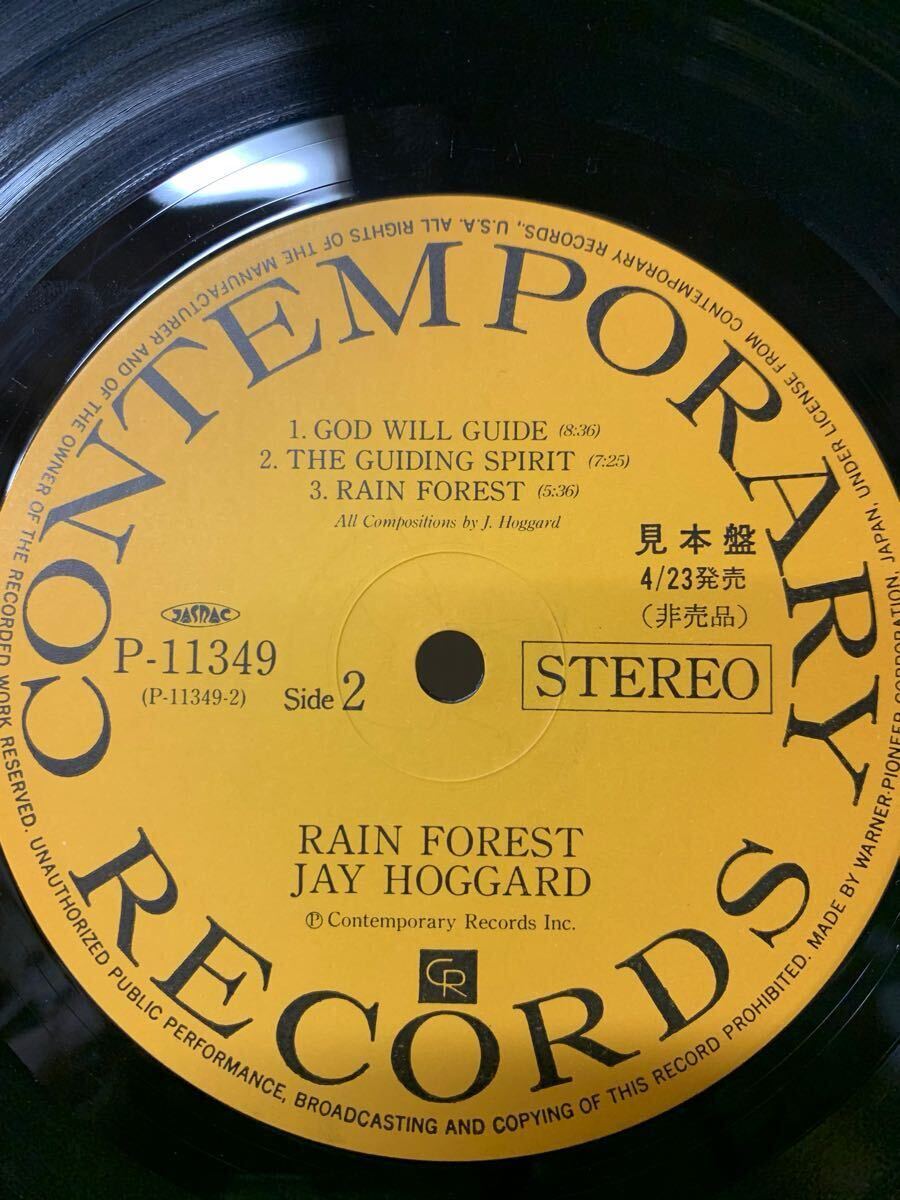 CONTEMPORARY
1. GOD WILL GUIDE (8:36)
2. THE GUIDING SPIRIT (7:25)
3. RAIN FOREST (5:36)
All Compositions by J. Hoggard
見本盤
4/23発売
(非売品)
JASRAC
P-11349
(P-11349-2)
Side 2
STEREO
RAIN FOREST
JAY HOGGARD
Ⓟ Contemporary Records Inc.
CR
RECORDS
MADE BY WARNER-PIONEER CORPORATION, JAPAN, UNDER LICENSE FROM CONTEMPORARY RECORDS, U.S.A. ALL RIGHTS OF THE MANUFACTURER AND OF THE OWNER OF THE RECORDED WORK RESERVED. UNAUTHORIZED PUBLIC PERFORMANCE, BROADCASTING AND COPYING OF THIS RECORD PROHIBITED.